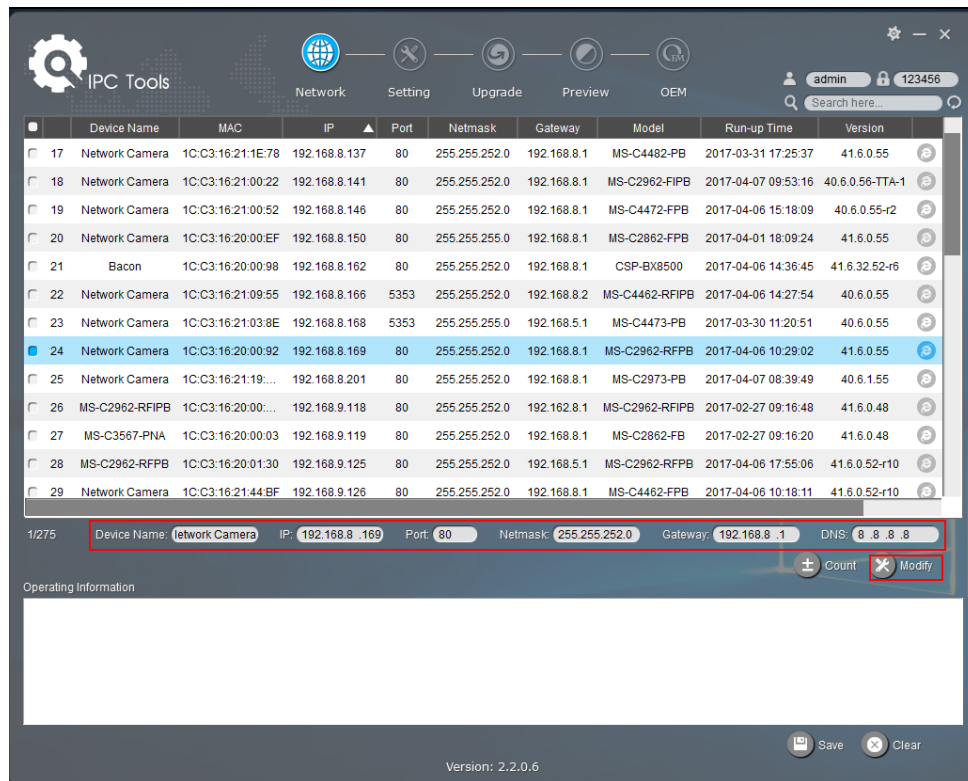 IPC Tools
Network Setting Upgrade Preview OEM
admin 123456
Search here...
Device Name MAC IP Port Netmask Gateway Model Run-up Time Version
17 Network Camera 1C:C3:16:21:1E:78 192.168.8.137 80 255.255.252.0 192.168.8.1 MS-C4482-PB 2017-03-31 17:25:37 41.6.0.55
18 Network Camera 1C:C3:16:21:00:22 192.168.8.141 80 255.255.252.0 192.168.8.1 MS-C2962-FIPB 2017-04-07 09:53:16 40.6.0.56-TTA-1
19 Network Camera 1C:C3:16:21:00:52 192.168.8.146 80 255.255.252.0 192.168.8.1 MS-C4472-FPB 2017-04-06 15:18:09 40.6.0.55-r2
20 Network Camera 1C:C3:16:20:00:EF 192.168.8.150 80 255.255.255.0 192.168.8.1 MS-C2862-FPB 2017-04-01 18:09:24 41.6.0.55
21 Bacon 1C:C3:16:20:00:98 192.168.8.162 80 255.255.252.0 192.168.8.1 CSP-BX8500 2017-04-06 14:36:45 41.6.32.52-r6
22 Network Camera 1C:C3:16:21:09:55 192.168.8.166 5353 255.255.252.0 192.168.8.2 MS-C4462-RFIPB 2017-04-06 14:27:54 40.6.0.55
23 Network Camera 1C:C3:16:21:03:8E 192.168.8.168 5353 255.255.255.0 192.168.5.1 MS-C4473-PB 2017-03-30 11:20:51 40.6.0.55
24 Network Camera 1C:C3:16:20:00:92 192.168.8.169 80 255.255.252.0 192.168.8.1 MS-C2962-RFPB 2017-04-06 10:29:02 41.6.0.55
25 Network Camera 1C:C3:16:21:19:... 192.168.8.201 80 255.255.252.0 192.168.8.1 MS-C2973-PB 2017-04-07 08:39:49 40.6.1.55
26 MS-C2962-RFIPB 1C:C3:16:20:00:... 192.168.9.118 80 255.255.252.0 192.162.8.1 MS-C2962-RFIPB 2017-02-27 09:16:48 41.6.0.48
27 MS-C3567-PNA 1C:C3:16:20:00:03 192.168.9.119 80 255.255.252.0 192.168.8.1 MS-C2862-FB 2017-02-27 09:16:20 41.6.0.48
28 MS-C2962-RFPB 1C:C3:16:20:01:30 192.168.9.125 80 255.255.252.0 192.168.5.1 MS-C2962-RFPB 2017-04-06 17:55:06 41.6.0.52-r10
29 Network Camera 1C:C3:16:21:44:BF 192.168.9.126 80 255.255.252.0 192.168.8.1 MS-C4462-FPB 2017-04-06 10:18:11 41.6.0.52-r10
1/275 Device Name: letwork Camera IP: 192.168.8 .169 Port: 80 Netmask: 255.255.252.0 Gateway: 192.168.8 .1 DNS: 8 .8 .8 .8
Count Modify
Operating Information
Save Clear
Version: 2.2.0.6